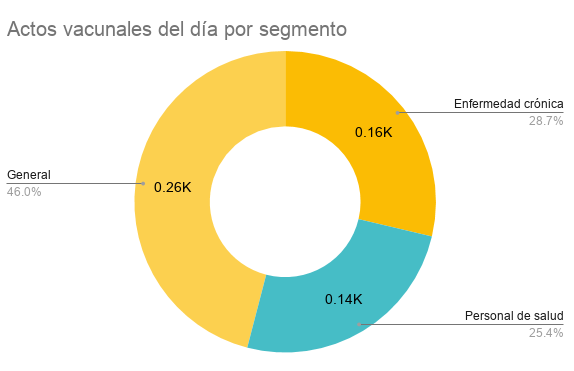 Actos vacunales del día por segmento
Enfermedad crónica
28.7%
0.16K
General
46.0%
0.26K
0.14K
Personal de salud
25.4%